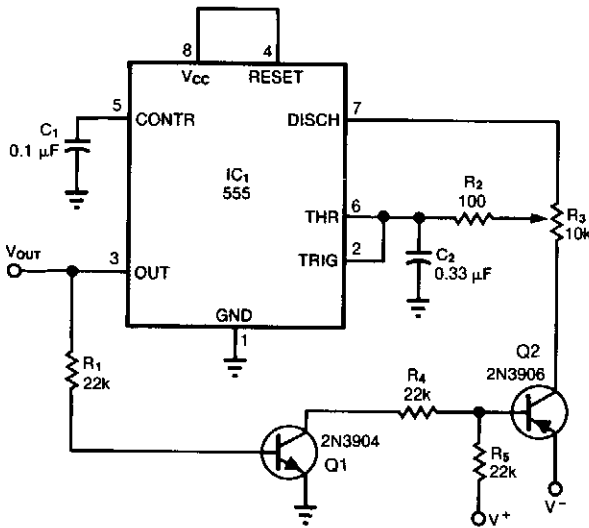 8
4
VCC
RESET
5
CONTR
DISCH
7
C1
0.1 μF
IC1
555
R2
100
THR
6
R3
10k
VOUT
3
OUT
TRIG
2
C2
0.33 μF
GND
1
R1
22k
Q2
2N3906
R4
22k
2N3904
Q1
R5
22k
V+
V−